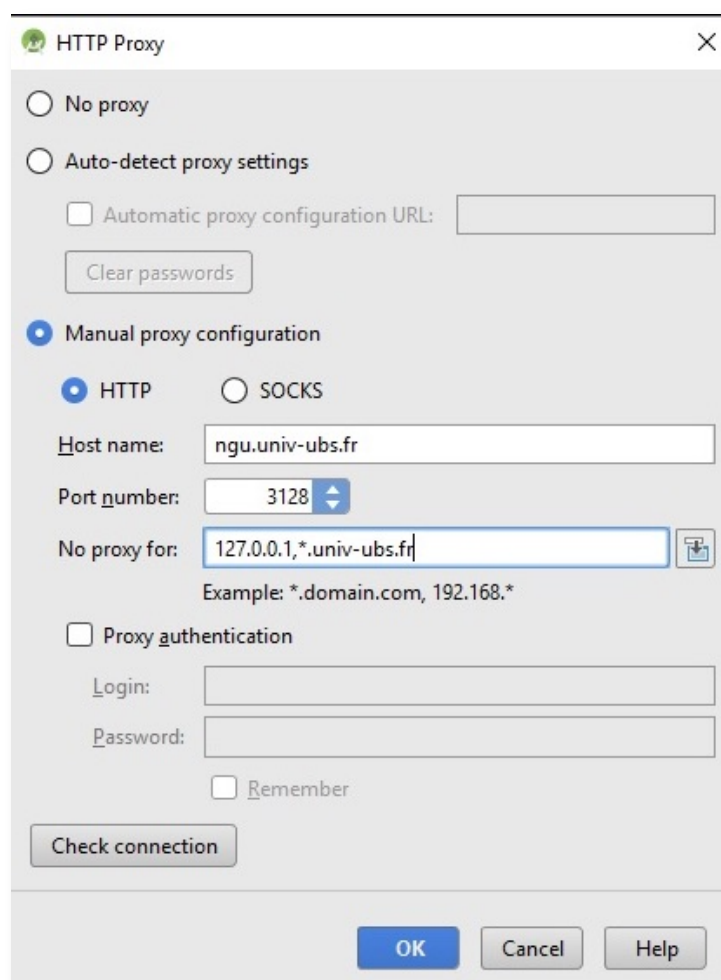 HTTP Proxy
No proxy
Auto-detect proxy settings
Automatic proxy configuration URL:
Clear passwords
Manual proxy configuration
HTTP SOCKS
Host name: ngu.univ-ubs.fr
Port number: 3128
No proxy for: 127.0.0.1,*.univ-ubs.fr
Example: *.domain.com, 192.168.*
Proxy authentication
Login:
Password:
Remember
Check connection
OK Cancel Help